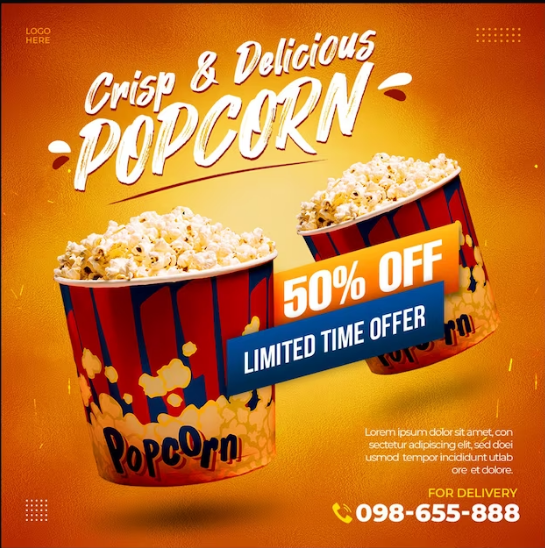 LOGO
HERE
Crisp & Delicious
POPCORN
50% OFF
LIMITED TIME OFFER
Popcorn
Popcorn
Lorem ipsum dolor sit amet, con
sectetur adipiscing elit, sed doei
usmod tempor incididunt utlab
ore et dolore.
FOR DELIVERY
098-655-888